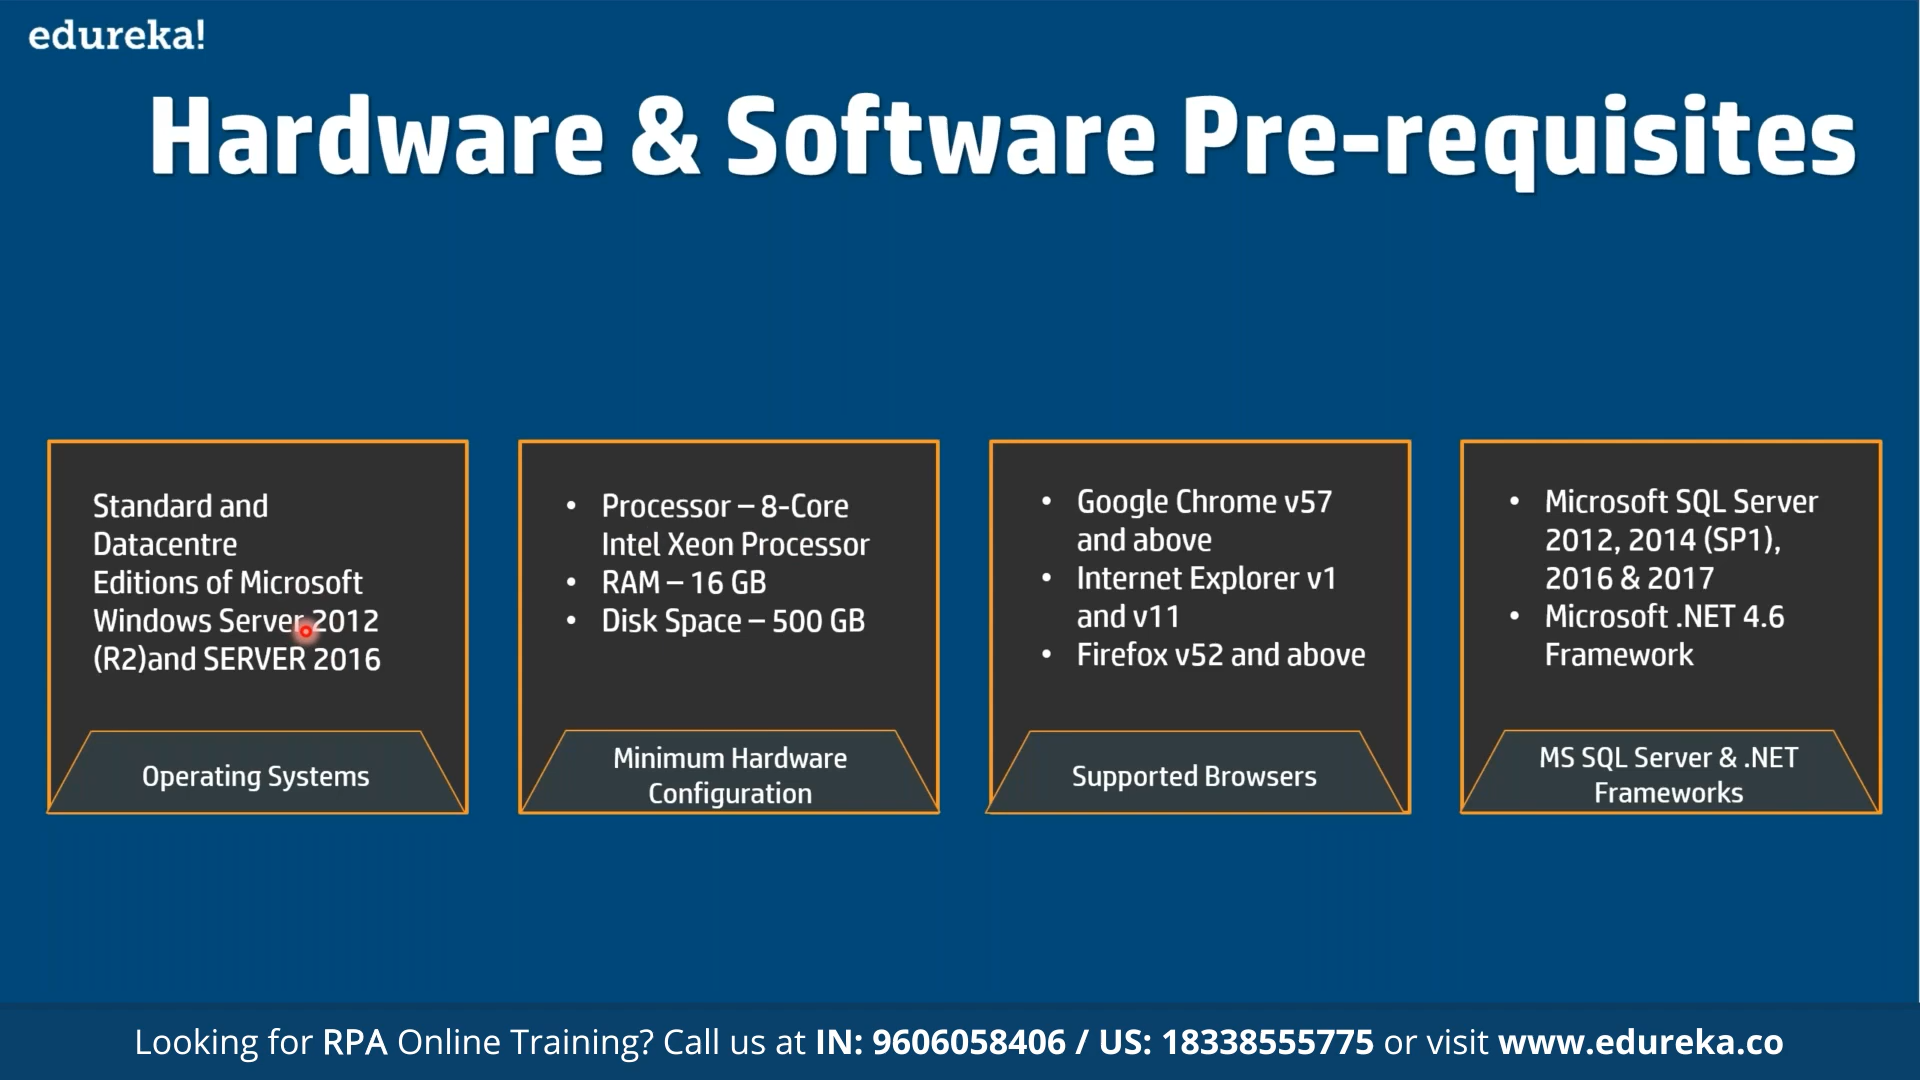 edureka!
Hardware & Software Pre-requisites
Standard and
Datacentre
Editions of Microsoft
Windows Server 2012
(R2)and SERVER 2016
Operating Systems
• Processor – 8-Core
Intel Xeon Processor
• RAM – 16 GB
• Disk Space – 500 GB
Minimum Hardware
Configuration
• Google Chrome v57
and above
• Internet Explorer v1
and v11
• Firefox v52 and above
Supported Browsers
• Microsoft SQL Server
2012, 2014 (SP1),
2016 & 2017
• Microsoft .NET 4.6
Framework
MS SQL Server & .NET
Frameworks
Looking for RPA Online Training? Call us at IN: 9606058406 / US: 18338555775 or visit www.edureka.co